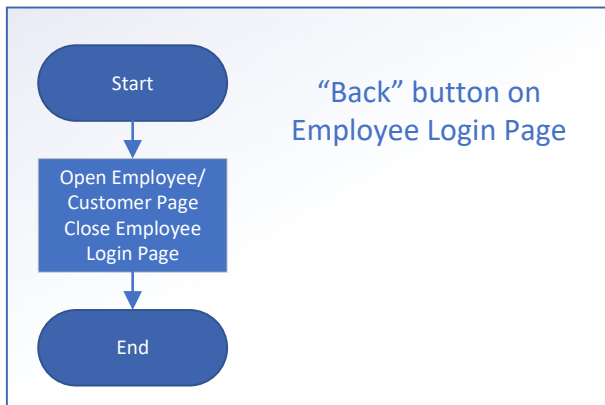 Start
“Back” button on
Employee Login Page
Open Employee/
Customer Page
Close Employee
Login Page
End